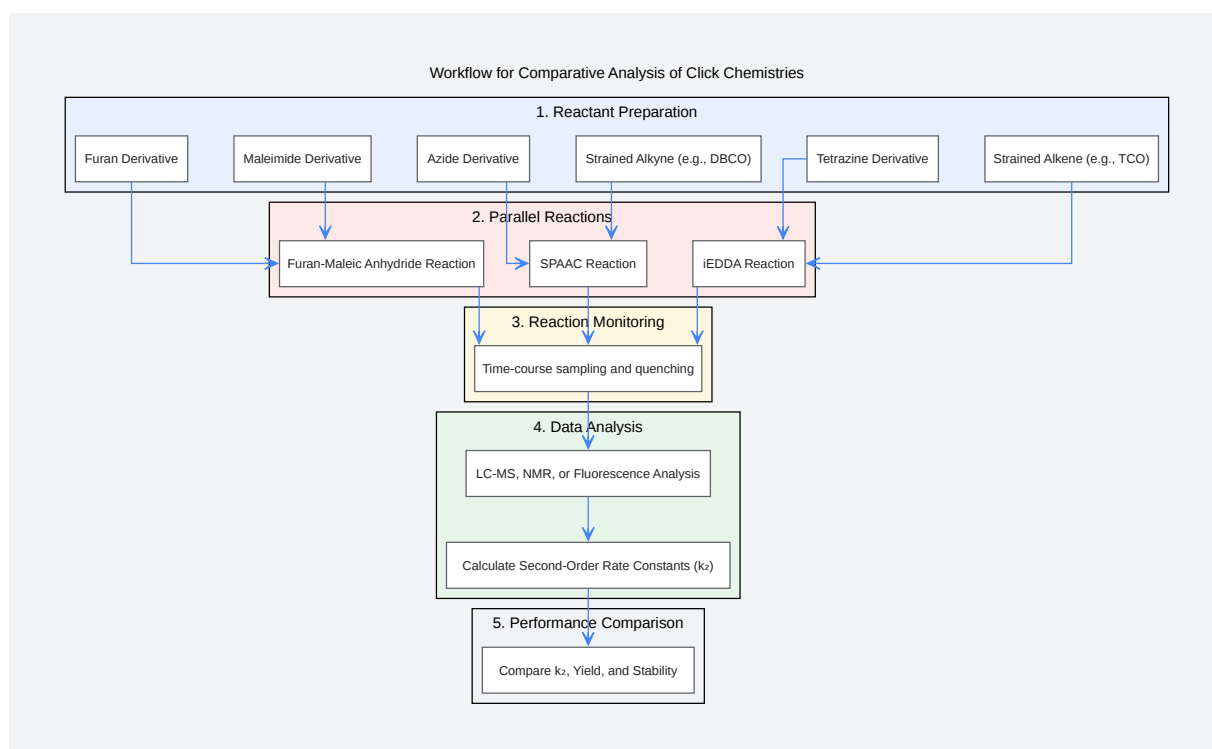 Workflow for Comparative Analysis of Click Chemistries
1. Reactant Preparation
Furan Derivative
Maleimide Derivative
Azide Derivative
Strained Alkyne (e.g., DBCO)
Tetrazine Derivative
Strained Alkene (e.g., TCO)
2. Parallel Reactions
Furan-Maleic Anhydride Reaction
SPAAC Reaction
iEDDA Reaction
3. Reaction Monitoring
Time-course sampling and quenching
4. Data Analysis
LC-MS, NMR, or Fluorescence Analysis
Calculate Second-Order Rate Constants (k₂)
5. Performance Comparison
Compare k₂, Yield, and Stability